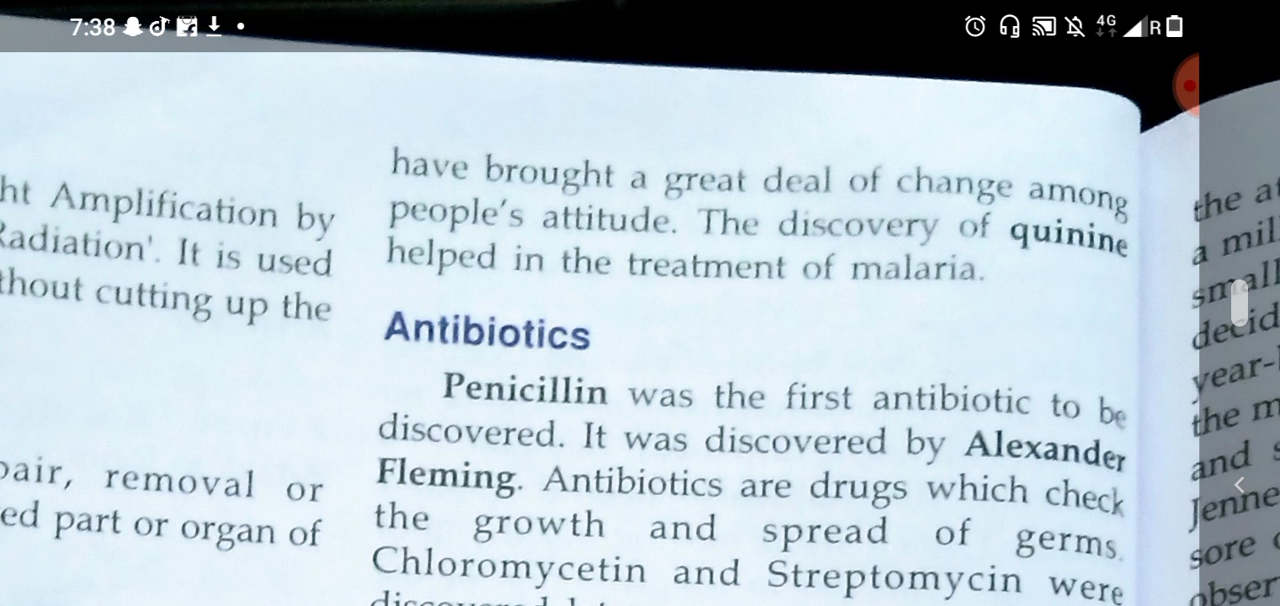 7:38
4G
R
ht Amplification by
Radiation'. It is used
thout cutting up the
pair, removal or
ed part or organ of
have brought a great deal of change among
people's attitude. The discovery of quinine
helped in the treatment of malaria.
Antibiotics
Penicillin was the first antibiotic to be
discovered. It was discovered by Alexander
Fleming. Antibiotics are drugs which check
the growth and spread of germs.
Chloromycetin and Streptomycin were
the
a mil
small
decid
year-
the m
and s
Jenne
sore
obser